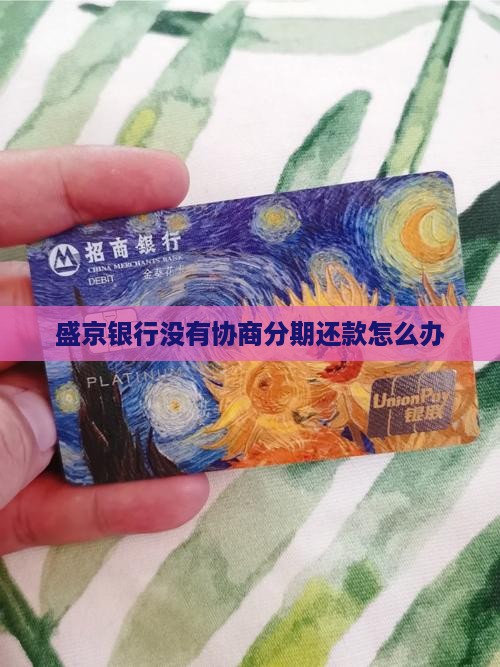 招商银行
CHINA MERCHANTS BANK
DEBIT 金葵花卡
盛京银行没有协商分期还款怎么办
PLATINUM
UnionPay
银联